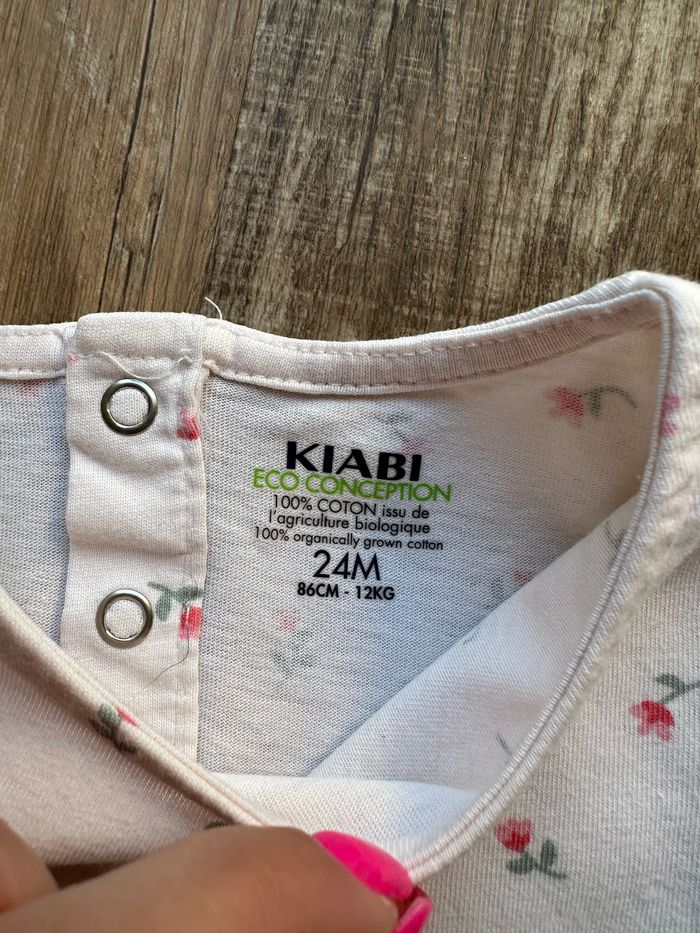 KIABI
ECO CONCEPTION
100% COTON issu de
l'agriculture biologique
100% organically grown cotton
24M
86CM - 12KG